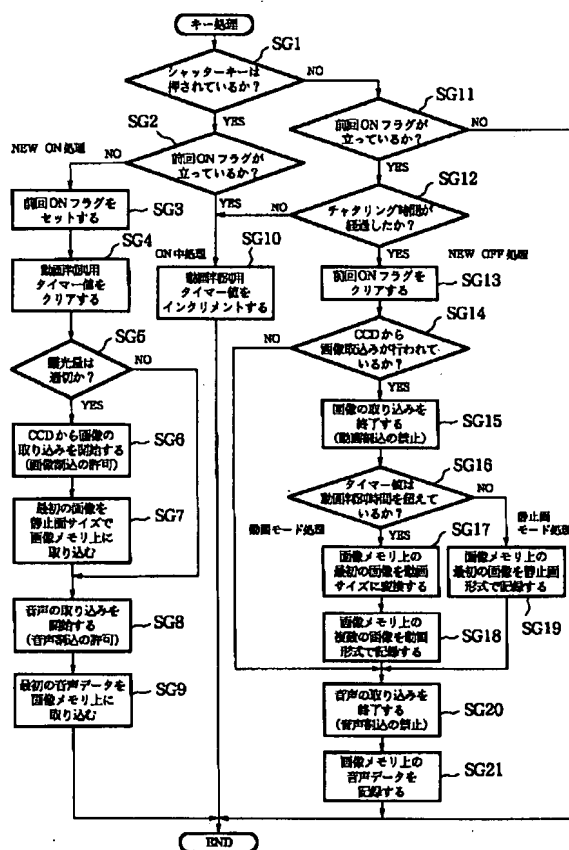 キー処理
SG1
シャッターキーは
押されているか？
NO
YES
SG2
前回ONフラグが
立っているか？
NO
YES
NEW ON処理
前回ONフラグを
セットする
SG3
SG4
動画判断用
タイマー値を
クリアする
SG5
露光量は
適切か？
NO
YES
CCDから画像の
取り込みを開始する
(画像割込の許可)
SG6
最初の画像を
静止画サイズで
画像メモリ上に
取り込む
SG7
音声の取り込みを
開始する
(音声割込の許可)
SG8
最初の音声データを
画像メモリ上に
取り込む
SG9
ON中処理
SG10
動画判断用
タイマー値を
インクリメントする
SG11
前回ONフラグが
立っているか？
NO
YES
SG12
チャタリング時間が
経過したか？
NO
YES
NEW OFF処理
前回ONフラグを
クリアする
SG13
SG14
CCDから
画像取込みが行われて
いるか？
NO
YES
画像の取り込みを
終了する
(動画割込の禁止)
SG15
SG16
タイマー値は
動画判断時間を超えて
いるか？
NO
YES
動画モード処理
静止画
モード処理
SG17
画像メモリ上の
最初の画像を動画
サイズに変換する
画像メモリ上の
最初の画像を静止画
形式で記録する
SG19
画像メモリ上の
複数の画像を動画
形式で記録する
SG18
音声の取り込みを
終了する
(音声割込の禁止)
SG20
画像メモリ上の
音声データを
記録する
SG21
END